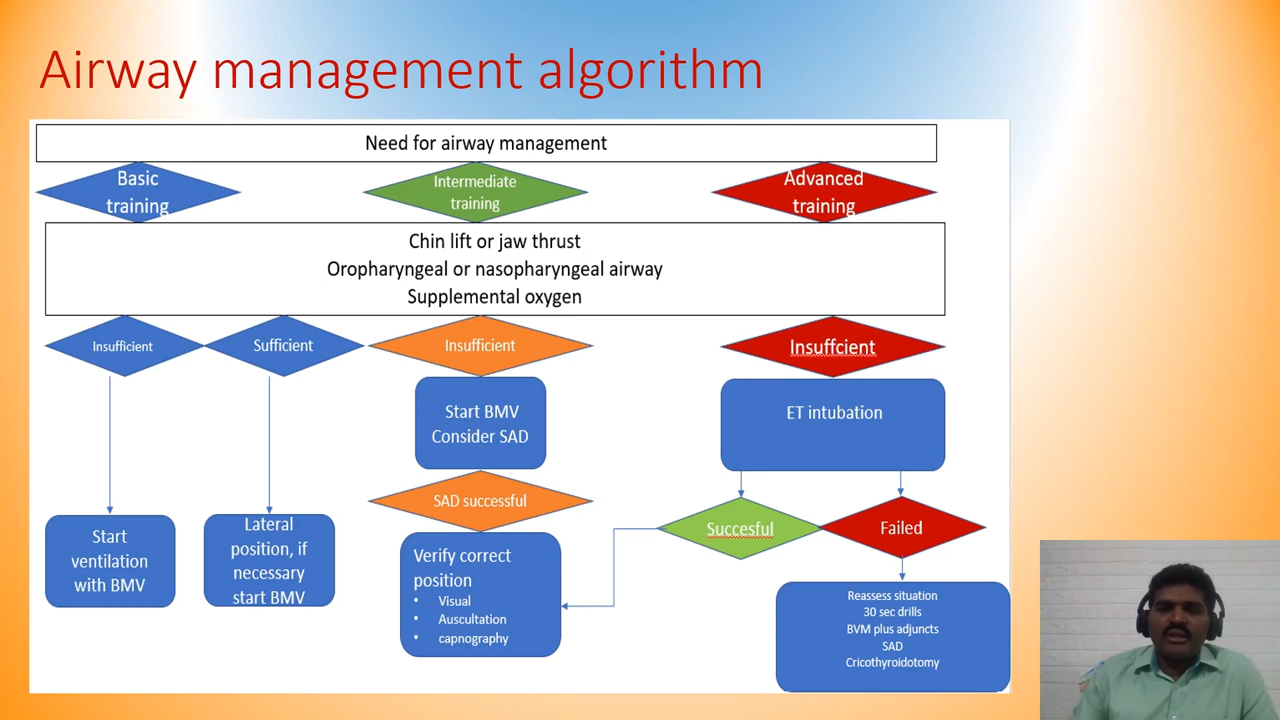 Airway management algorithm
Need for airway management
Basic
training
Intermediate
training
Advanced
training
Chin lift or jaw thrust
Oropharyngeal or nasopharyngeal airway
Supplemental oxygen
Insufficient
Sufficient
Insufficient
Insuffcient
Start BMV
Consider SAD
ET intubation
SAD successful
Succesful
Failed
Start
ventilation
with BMV
Lateral
position, if
necessary
start BMV
Verify correct
position
• Visual
• Auscultation
• capnography
Reassess situation
30 sec drills
BVM plus adjuncts
SAD
Cricothyroidotomy